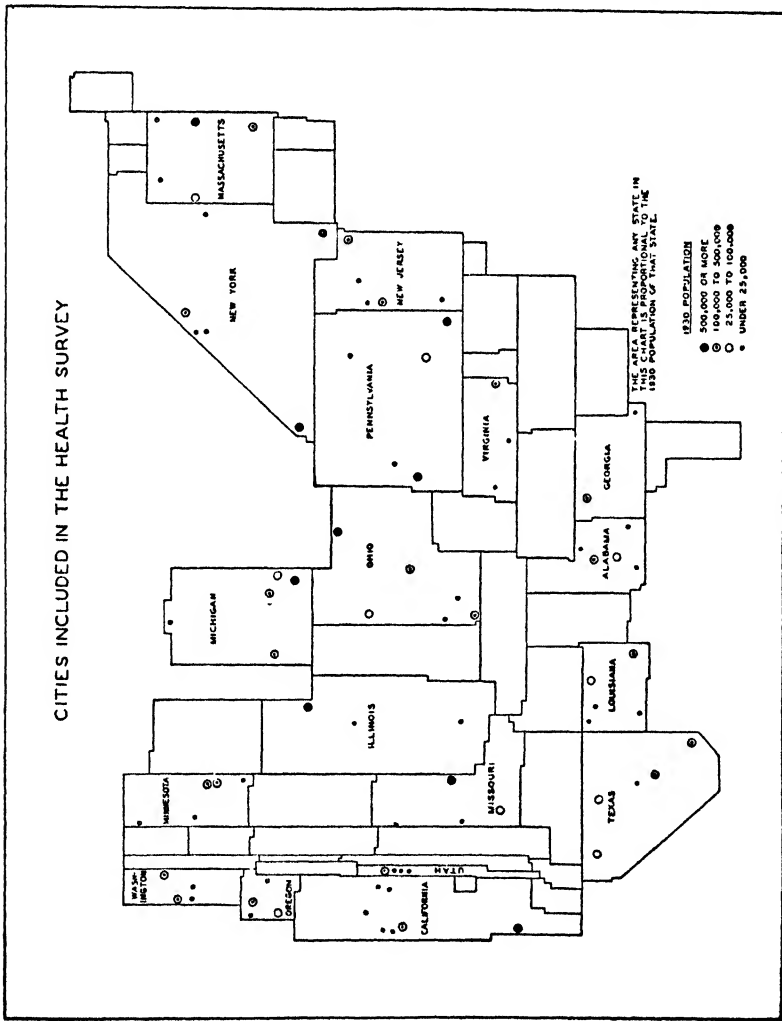 CITIES INCLUDED IN THE HEALTH SURVEY
WASH-
INGTON
OREGON
CALIFORNIA
UTAH
MINNESOTA
MISSOURI
TEXAS
ILLINOIS
LOUISIANA
MICHIGAN
OHIO
ALABAMA
GEORGIA
NEW YORK
PENNSYLVANIA
VIRGINIA
NEW JERSEY
MASSACHUSETTS
THE AREA REPRESENTING ANY STATE IN
THIS CHART IS PROPORTIONAL TO THE
1930 POPULATION OF THAT STATE.
1930 POPULATION
500,000 OR MORE
100,000 TO 500,000
25,000 TO 100,000
UNDER 25,000